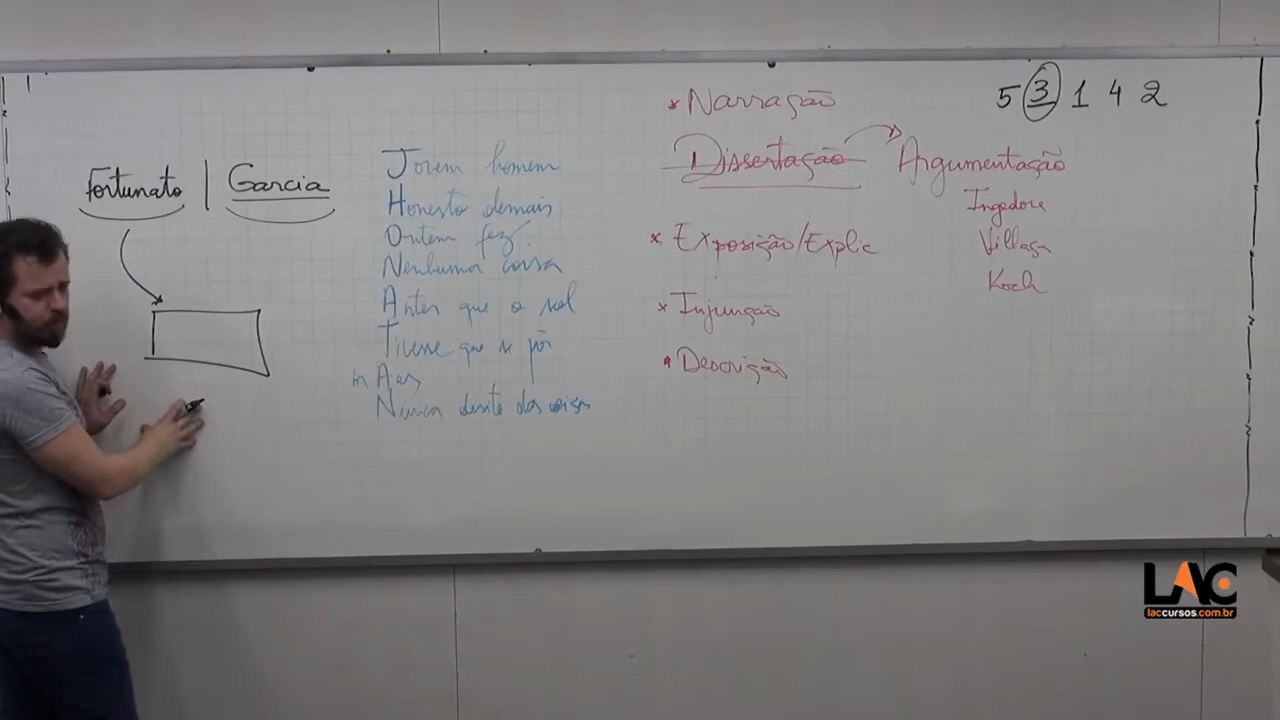 Fortunato | Garcia
Jovem homem
Honesto demais
Ontem fez
Nenhuma coisa
Antes que o sol
Tivesse que se pôr
Nunca desito das coisas
* Narração
Dissertação
Argumentação
Ingedore
Villaça
Koch
* Exposição/Explic
* Injunção
* Descrição
5 3 1 4 2
LAC
laccursos.com.br